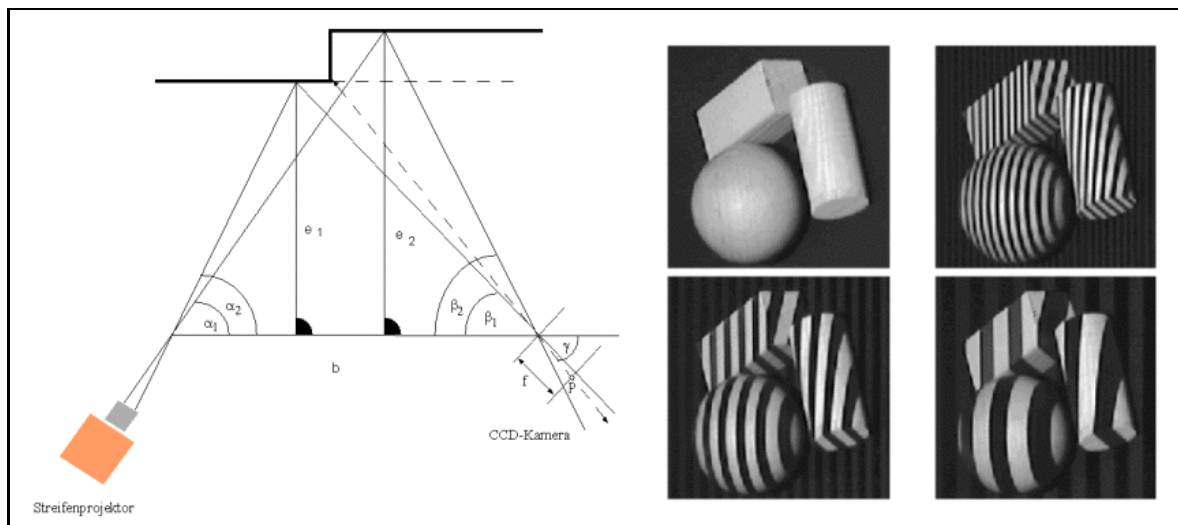 e 1
e 2
α2
α1
β2
β1
γ
b
f
p
CCD-Kamera
Streifenprojektor